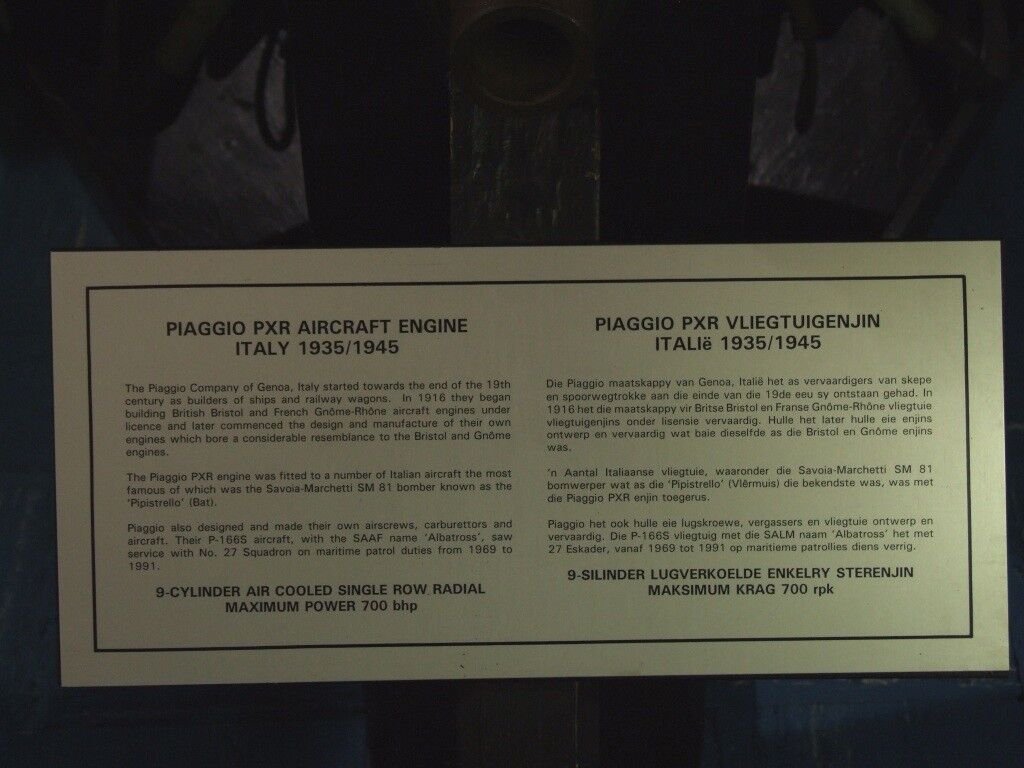 PIAGGIO PXR AIRCRAFT ENGINE
ITALY 1935/1945
The Piaggio Company of Genoa, Italy started towards the end of the 19th
century as builders of ships and railway wagons. In 1916 they began
building British Bristol and French Gnôme-Rhône aircraft engines under
licence and later commenced the design and manufacture of their own
engines which bore a considerable resemblance to the Bristol and Gnôme
engines.
The Piaggio PXR engine was fitted to a number of Italian aircraft the most
famous of which was the Savoia-Marchetti SM 81 bomber known as the
'Pipistrello' (Bat).
Piaggio also designed and made their own airscrews, carburettors and
aircraft. Their P-166S aircraft, with the SAAF name 'Albatross', saw
service with No. 27 Squadron on maritime patrol duties from 1969 to
1991.
9-CYLINDER AIR COOLED SINGLE ROW RADIAL
MAXIMUM POWER 700 bhp
PIAGGIO PXR VLIEGTUIGENJIN
ITALIë 1935/1945
Die Piaggio maatskappy van Genoa, Italië het as vervaardigers van skepe
en spoorwegtrokke aan die einde van die 19de eeu sy ontstaan gehad. In
1916 het die maatskappy vir Britse Bristol en Franse Gnôme-Rhône vliegtuie
vliegtuigenjins onder lisensie vervaardig. Hulle het later hulle eie enjins
ontwerp en vervaardig wat baie dieselfde as die Bristol en Gnôme enjins
was.
'n Aantal Italiaanse vliegtuie, waaronder die Savoia-Marchetti SM 81
bomwerper wat as die 'Pipistrello' (Vlêrmuis) die bekendste was, was met
die Piaggio PXR enjin toegerus.
Piaggio het ook hulle eie lugskroewe, vergassers en vliegtuie ontwerp en
vervaardig. Die P-166S vliegtuig met die SALM naam 'Albatross' het met
27 Eskader, vanaf 1969 tot 1991 op maritieme patrollies diens verrig.
9-SILINDER LUGVERKOELDE ENKELRY STERENJIN
MAKSIMUM KRAG 700 rpk